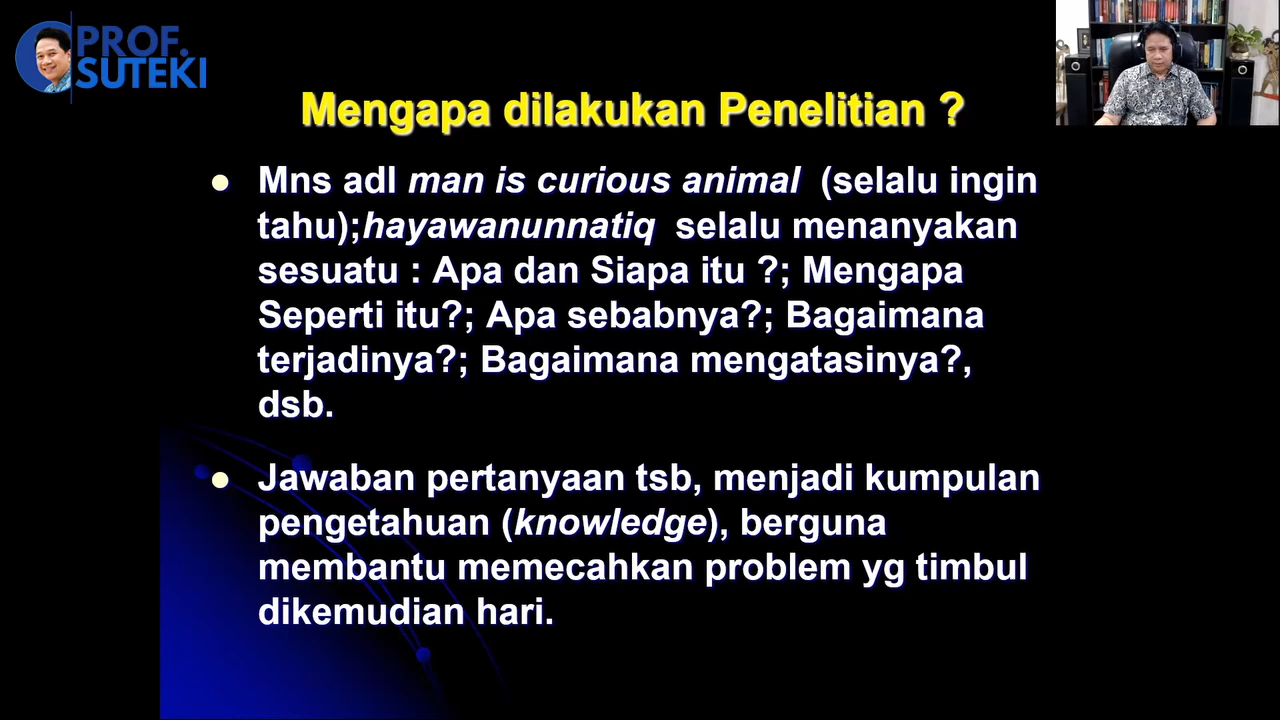 PROF.
SUTEKI
Mengapa dilakukan Penelitian ?
Mns adl man is curious animal (selalu ingin
tahu);hayawanunnatiq selalu menanyakan
sesuatu : Apa dan Siapa itu ?; Mengapa
Seperti itu?; Apa sebabnya?; Bagaimana
terjadinya?; Bagaimana mengatasinya?,
dsb.
Jawaban pertanyaan tsb, menjadi kumpulan
pengetahuan (knowledge), berguna
membantu memecahkan problem yg timbul
dikemudian hari.